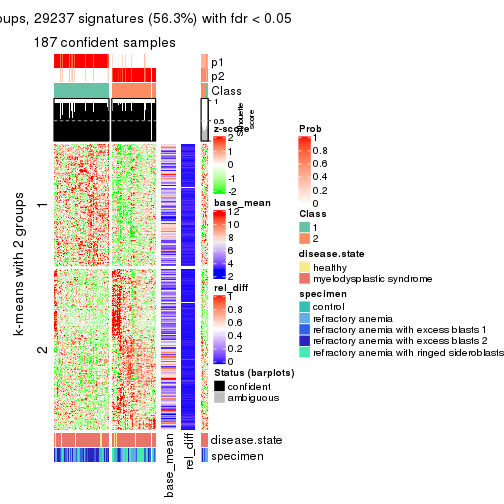 oups, 29237 signatures (56.3%) with fdr < 0.05
187 confident samples
p1
p2
Class
1
0.5
0
Silhouette
score
z-score
2
1
0
-1
-2
base_mean
12
10
8
6
4
2
rel_diff
1
0.8
0.6
0.4
0.2
0
Status (barplots)
confident
ambiguous
Prob
1
0.8
0.6
0.4
0.2
0
Class
1
2
disease.state
healthy
myelodysplastic syndrome
specimen
control
refractory anemia
refractory anemia with excess blasts 1
refractory anemia with excess blasts 2
refractory anemia with ringed sideroblasts
k-means with 2 groups
1
2
disease.state
specimen
base_mean
rel_diff